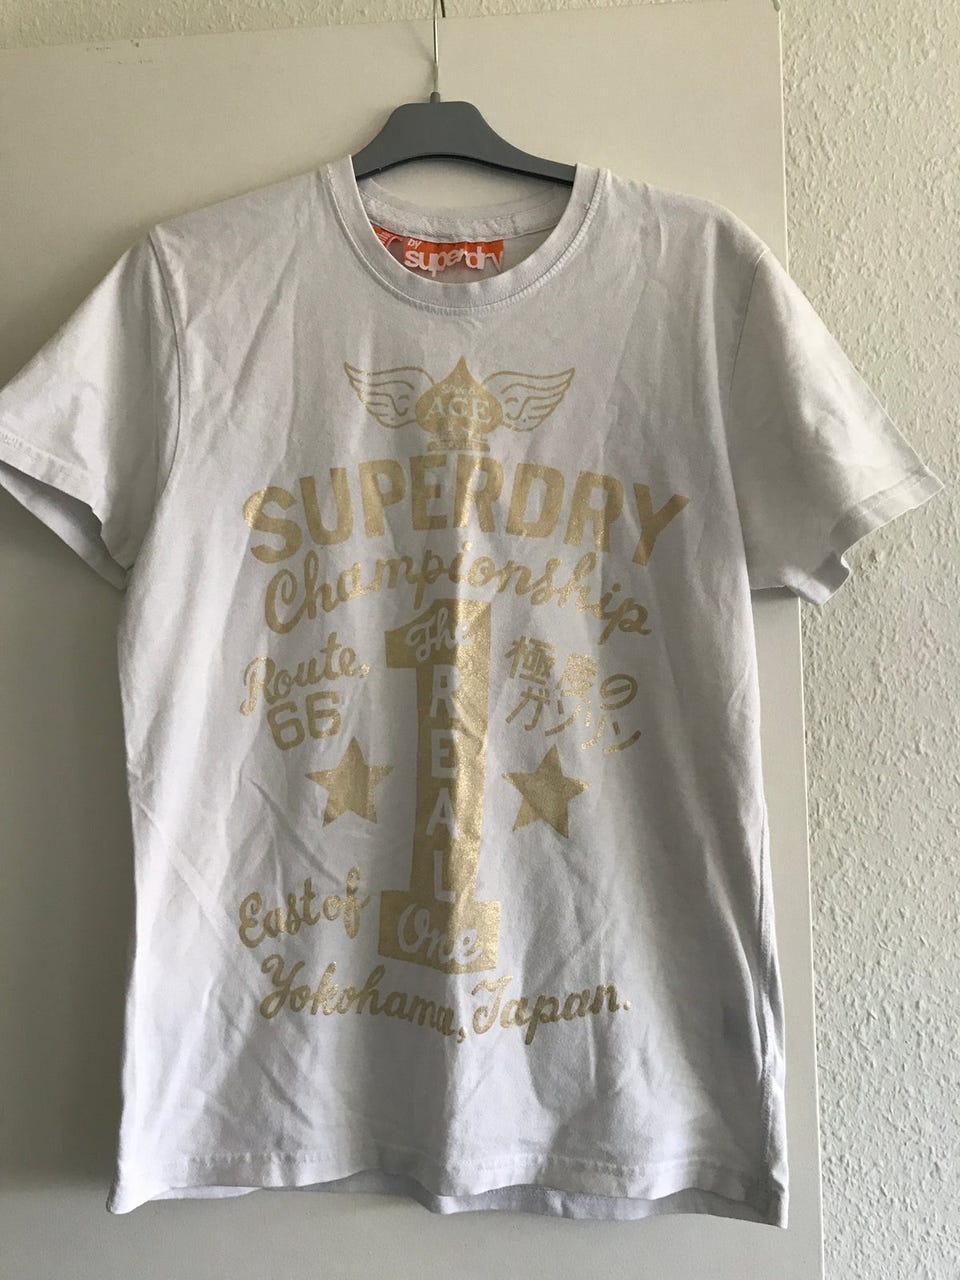 by
superdry
ACE
SUPERDRY
Championship
The
REAL
One
Route,
66
極度の
ガソリン
East of
Yokohama, Japan.